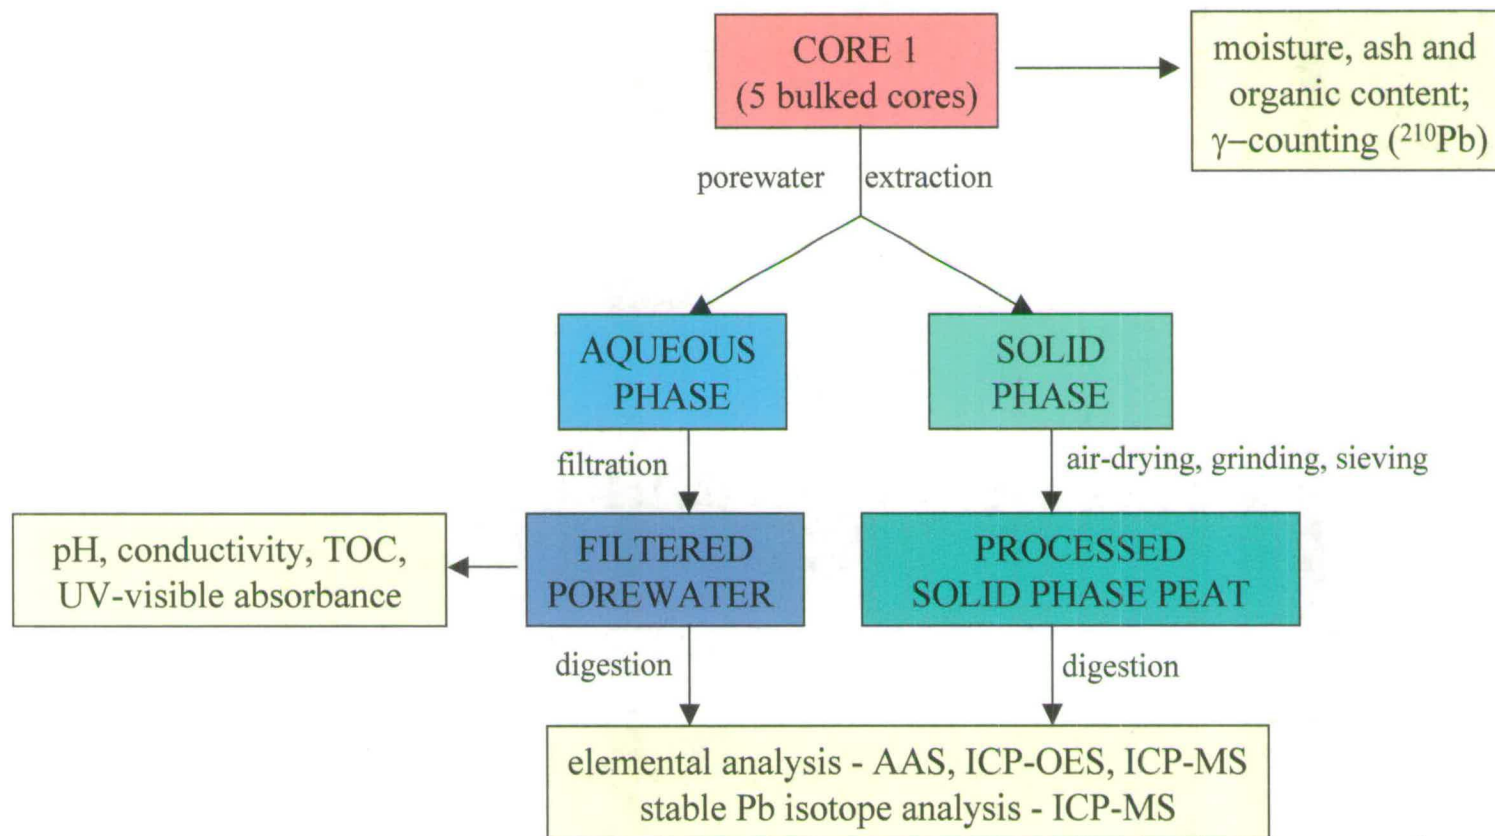 CORE 1
(5 bulked cores)
moisture, ash and
organic content;
γ–counting (²¹⁰Pb)
porewater extraction
AQUEOUS
PHASE
SOLID
PHASE
filtration
air-drying, grinding, sieving
pH, conductivity, TOC,
UV-visible absorbance
FILTERED
POREWATER
PROCESSED
SOLID PHASE PEAT
digestion
digestion
elemental analysis - AAS, ICP-OES, ICP-MS
stable Pb isotope analysis - ICP-MS